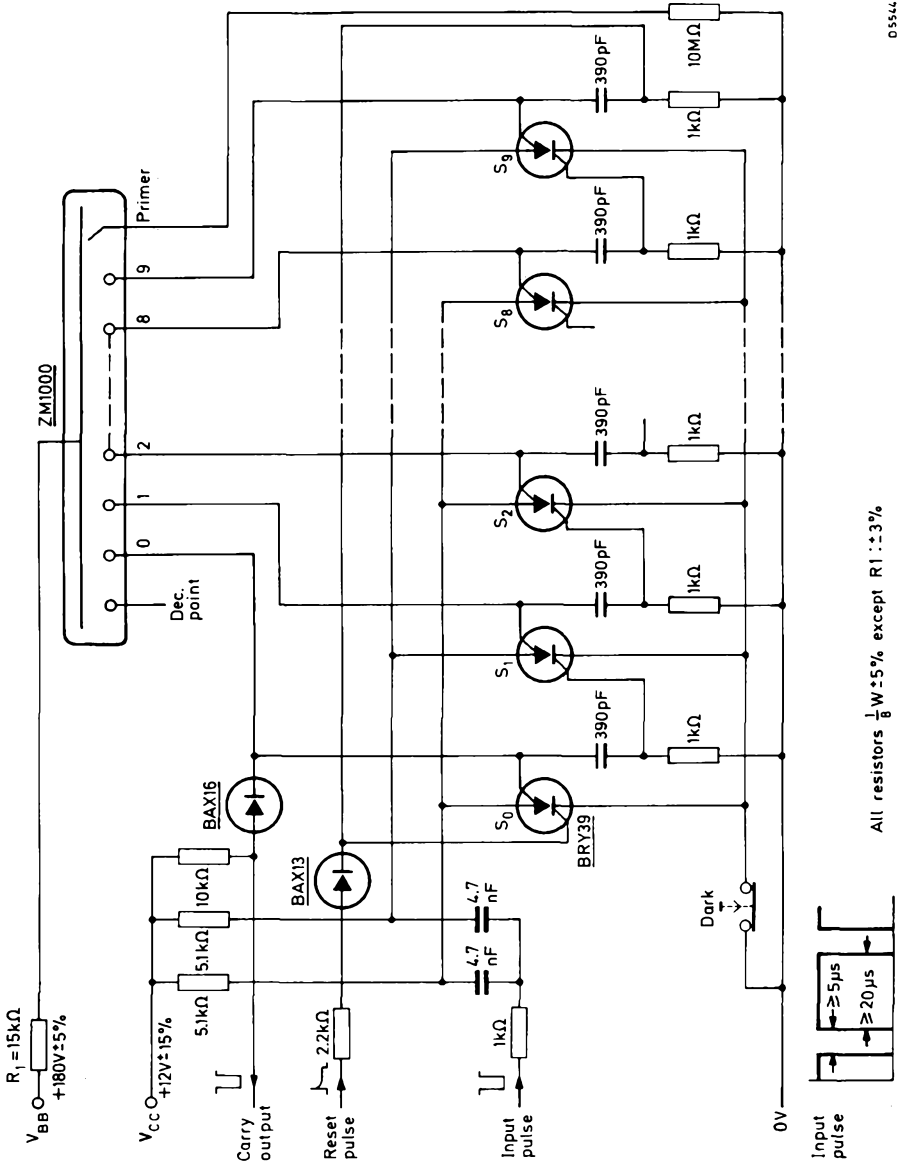 R1 = 15kΩ
VBB
+180V ±5%
VCC
+12V ±15%
5.1kΩ
5.1kΩ
10kΩ
Carry
output
BAX16
Reset
pulse
2.2kΩ
BAX13
Input
pulse
1kΩ
4.7
nF
4.7
nF
ZM1000
Dec.
point
0
1
2
8
9
Primer
S0
S1
S2
S8
S9
BRY39
390pF
390pF
390pF
390pF
390pF
1kΩ
1kΩ
1kΩ
1kΩ
1kΩ
10MΩ
Dark
0V
Input
pulse
≥5μs
≥20μs
All resistors 1/8 W ±5% except R1: ±3%
D5544